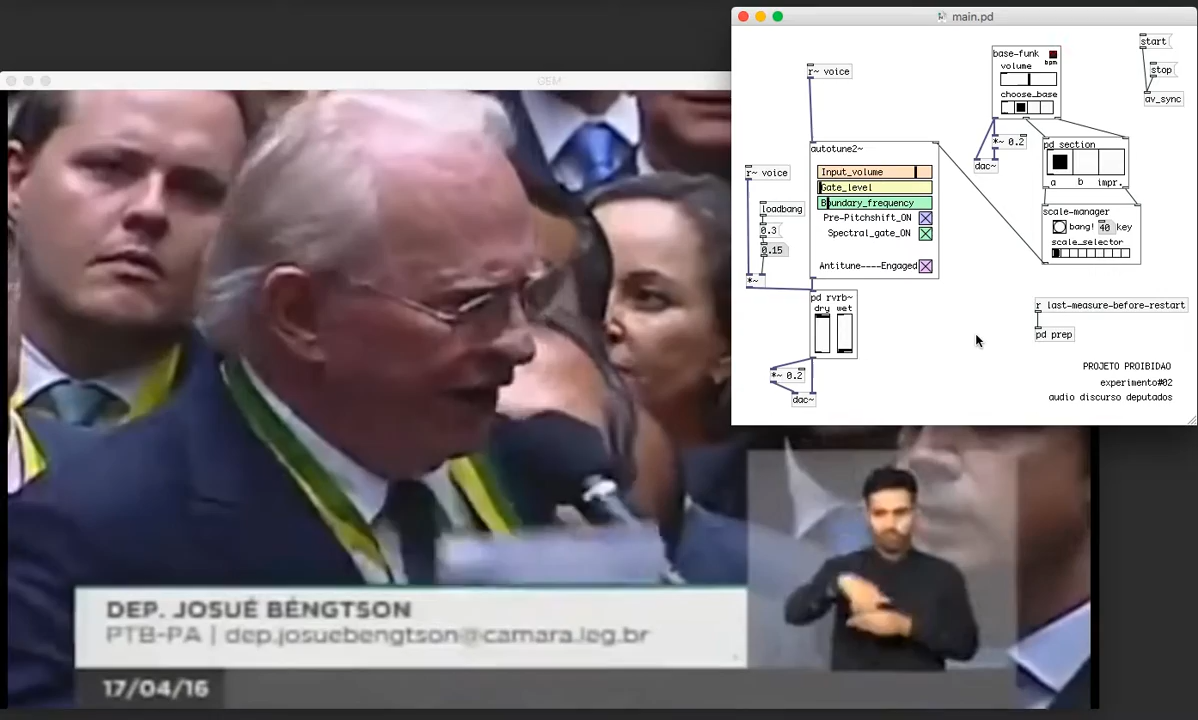 main.pd
GEM
r~ voice
autotune2~
Input_volume
Gate_level
Boundary_frequency
Pre-Pitchshift_ON
Spectral_gate_ON
Antitune----Engaged
r~ voice
loadbang
0.3
0.15
*~
pd rvrb~
dry wet
*~ 0.2
dac~
base-funk
bpm
volume
choose_base
*~ 0.2
dac~
pd section
a b impr.
scale-manager
bang! 40 key
scale_selector
start
stop
av_sync
r last-measure-before-restart
pd prep
PROJETO PROIBIDAO
experimento#02
audio discurso deputados
DEP. JOSUÉ BENGTSON
PTB-PA | dep.josuebengtson@camara.leg.br
17/04/16